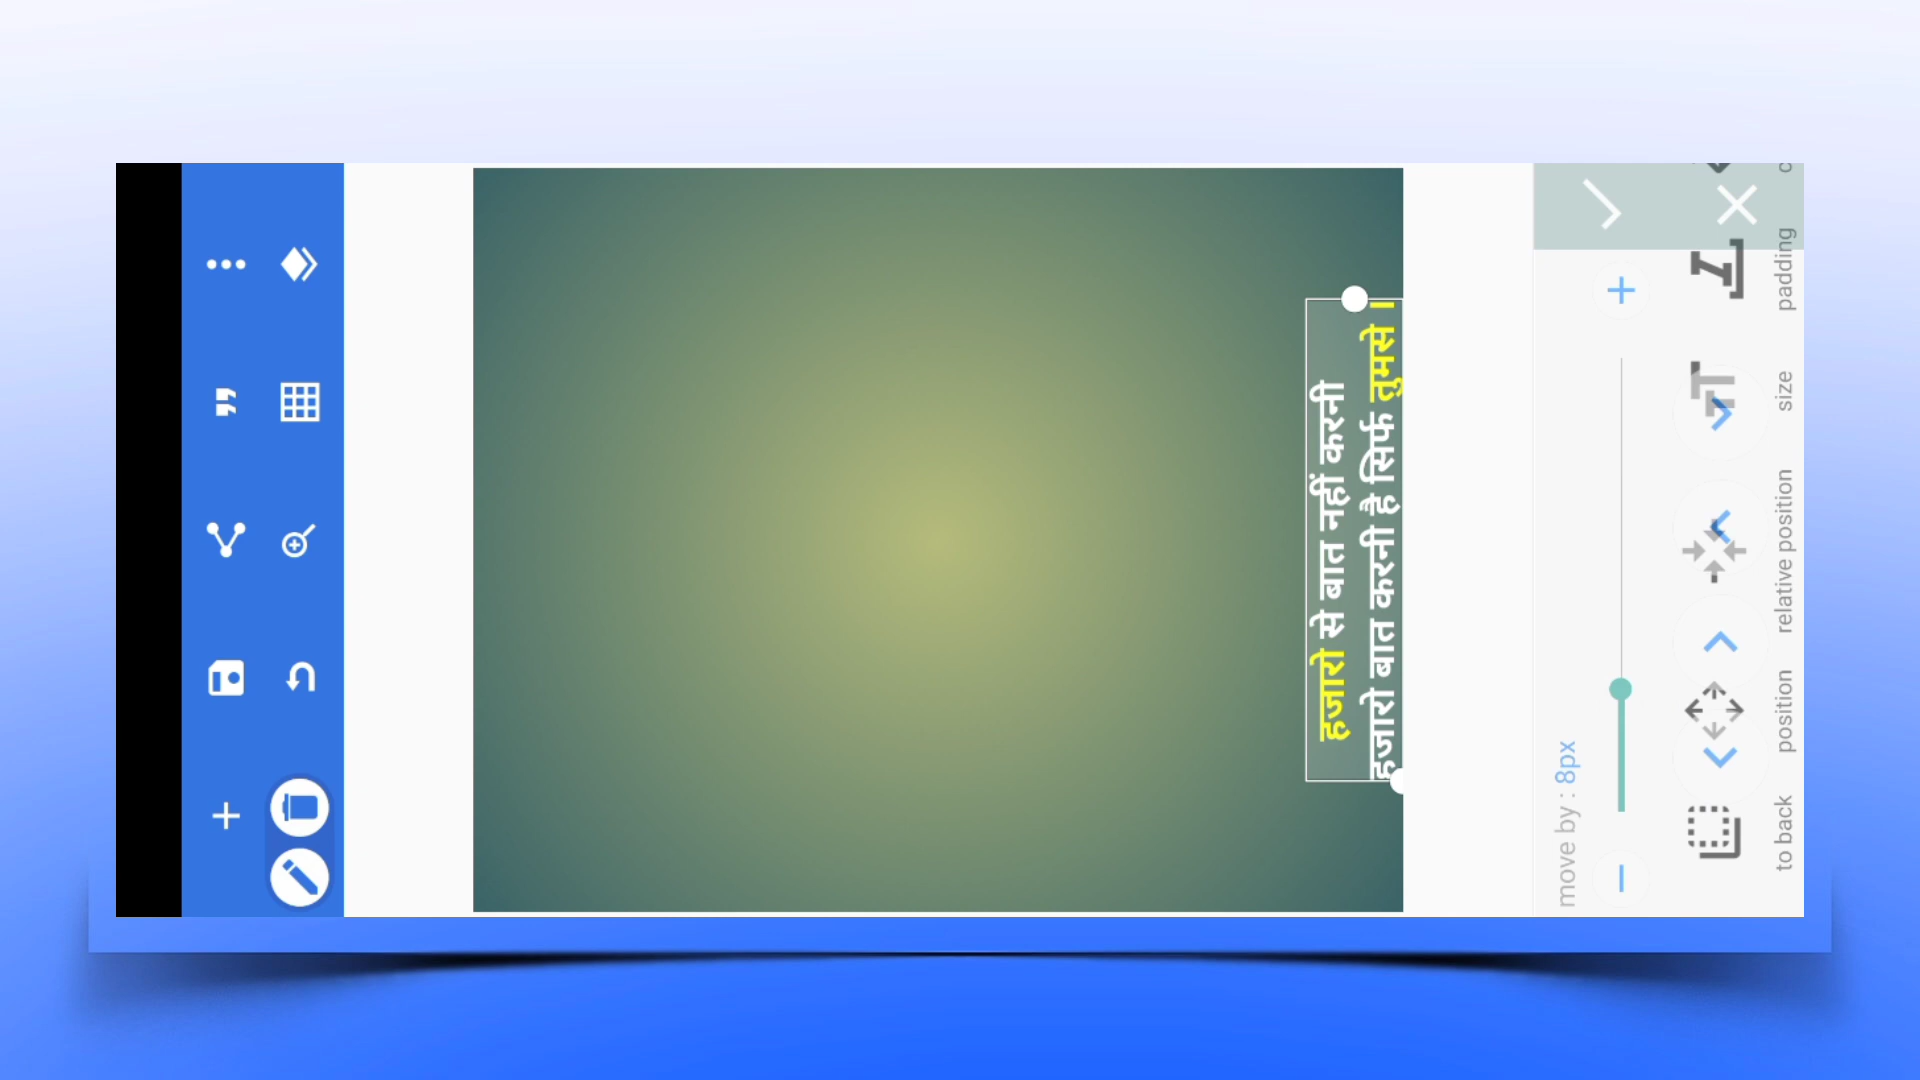 हजारो से बात नहीं करनी
हजारो बात करनी है सिर्फ तुमसे ।
move by : 8px
to back
position
relative position
size
padding